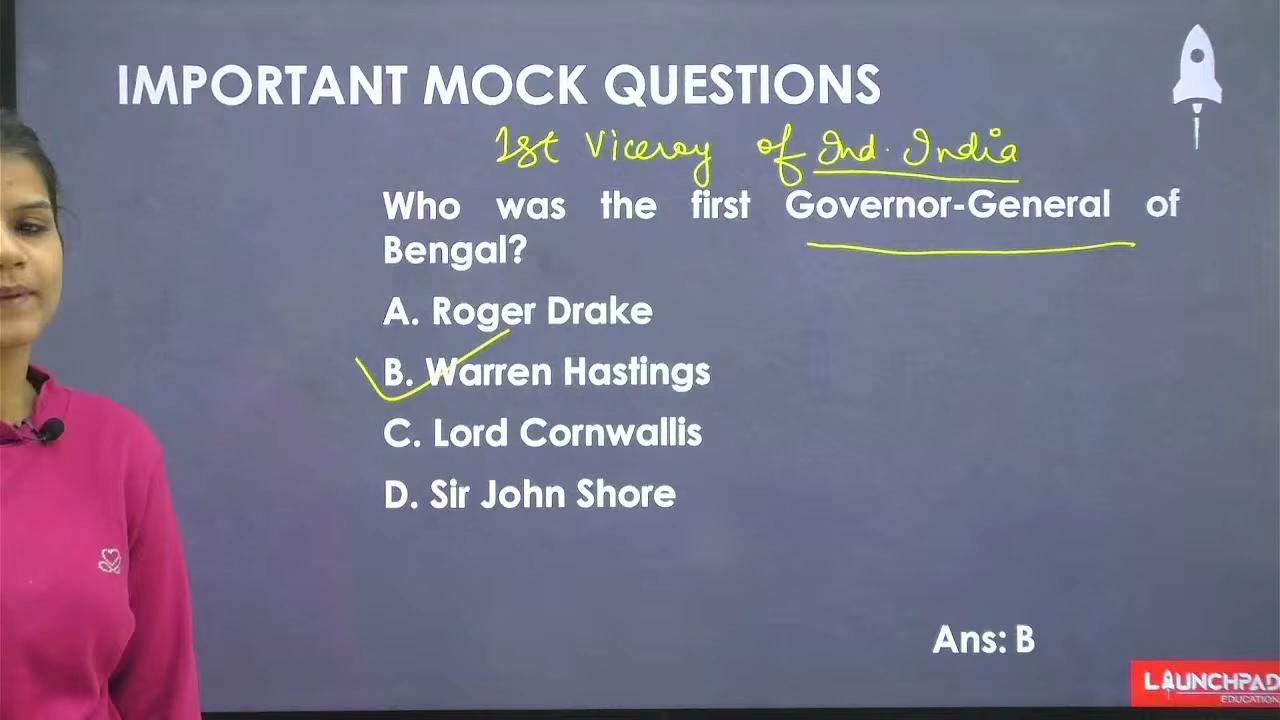 IMPORTANT MOCK QUESTIONS
1st Viceroy of Ind. India
Who was the first Governor-General of
Bengal?
A. Roger Drake
B. Warren Hastings
C. Lord Cornwallis
D. Sir John Shore
Ans: B
LAUNCHPAD
EDUCATION